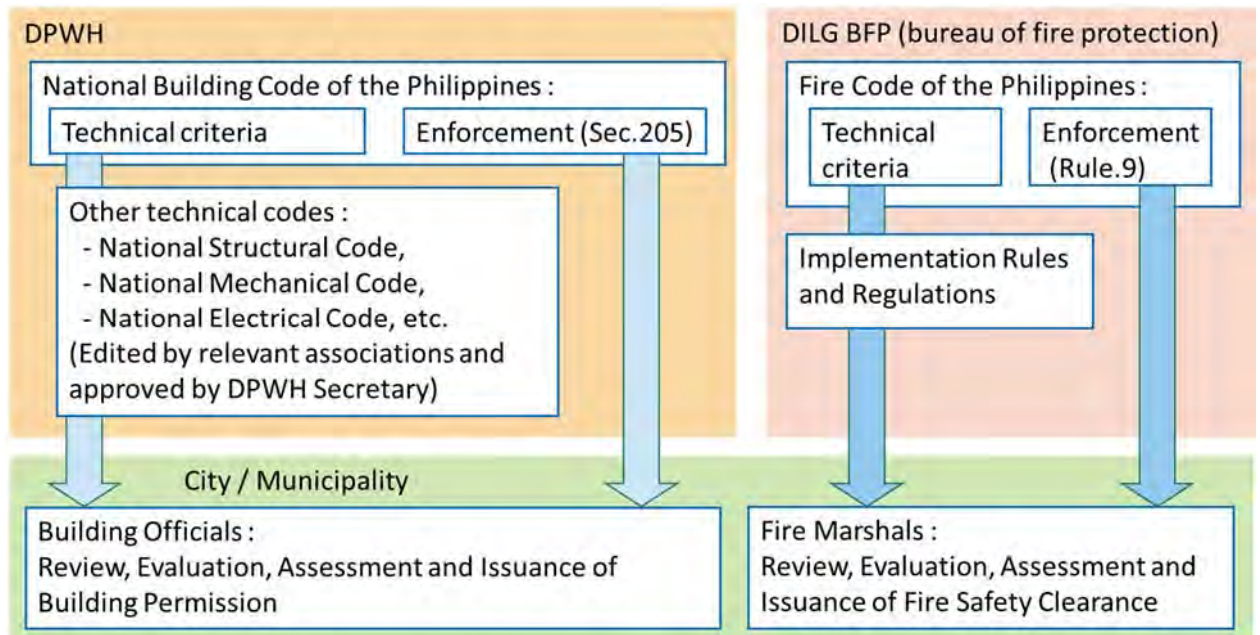 DPWH
National Building Code of the Philippines :
Technical criteria
Enforcement (Sec.205)
Other technical codes :
- National Structural Code,
- National Mechanical Code,
- National Electrical Code, etc.
(Edited by relevant associations and
approved by DPWH Secretary)
DILG BFP (bureau of fire protection)
Fire Code of the Philippines :
Technical
criteria
Enforcement
(Rule.9)
Implementation Rules
and Regulations
City / Municipality
Building Officials :
Review, Evaluation, Assessment and Issuance of
Building Permission
Fire Marshals :
Review, Evaluation, Assessment and
Issuance of Fire Safety Clearance